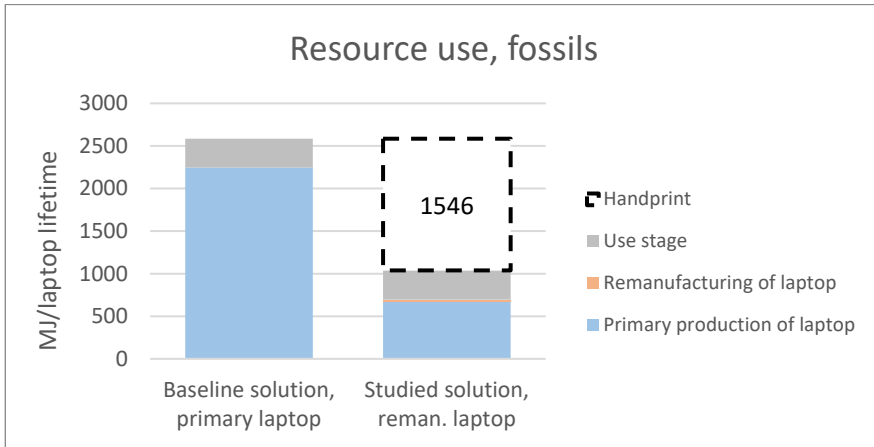 Resource use, fossils
MJ/laptop lifetime
3000
2500
2000
1500
1000
500
0
1546
Baseline solution,
primary laptop
Studied solution,
reman. laptop
Handprint
Use stage
Remanufacturing of laptop
Primary production of laptop